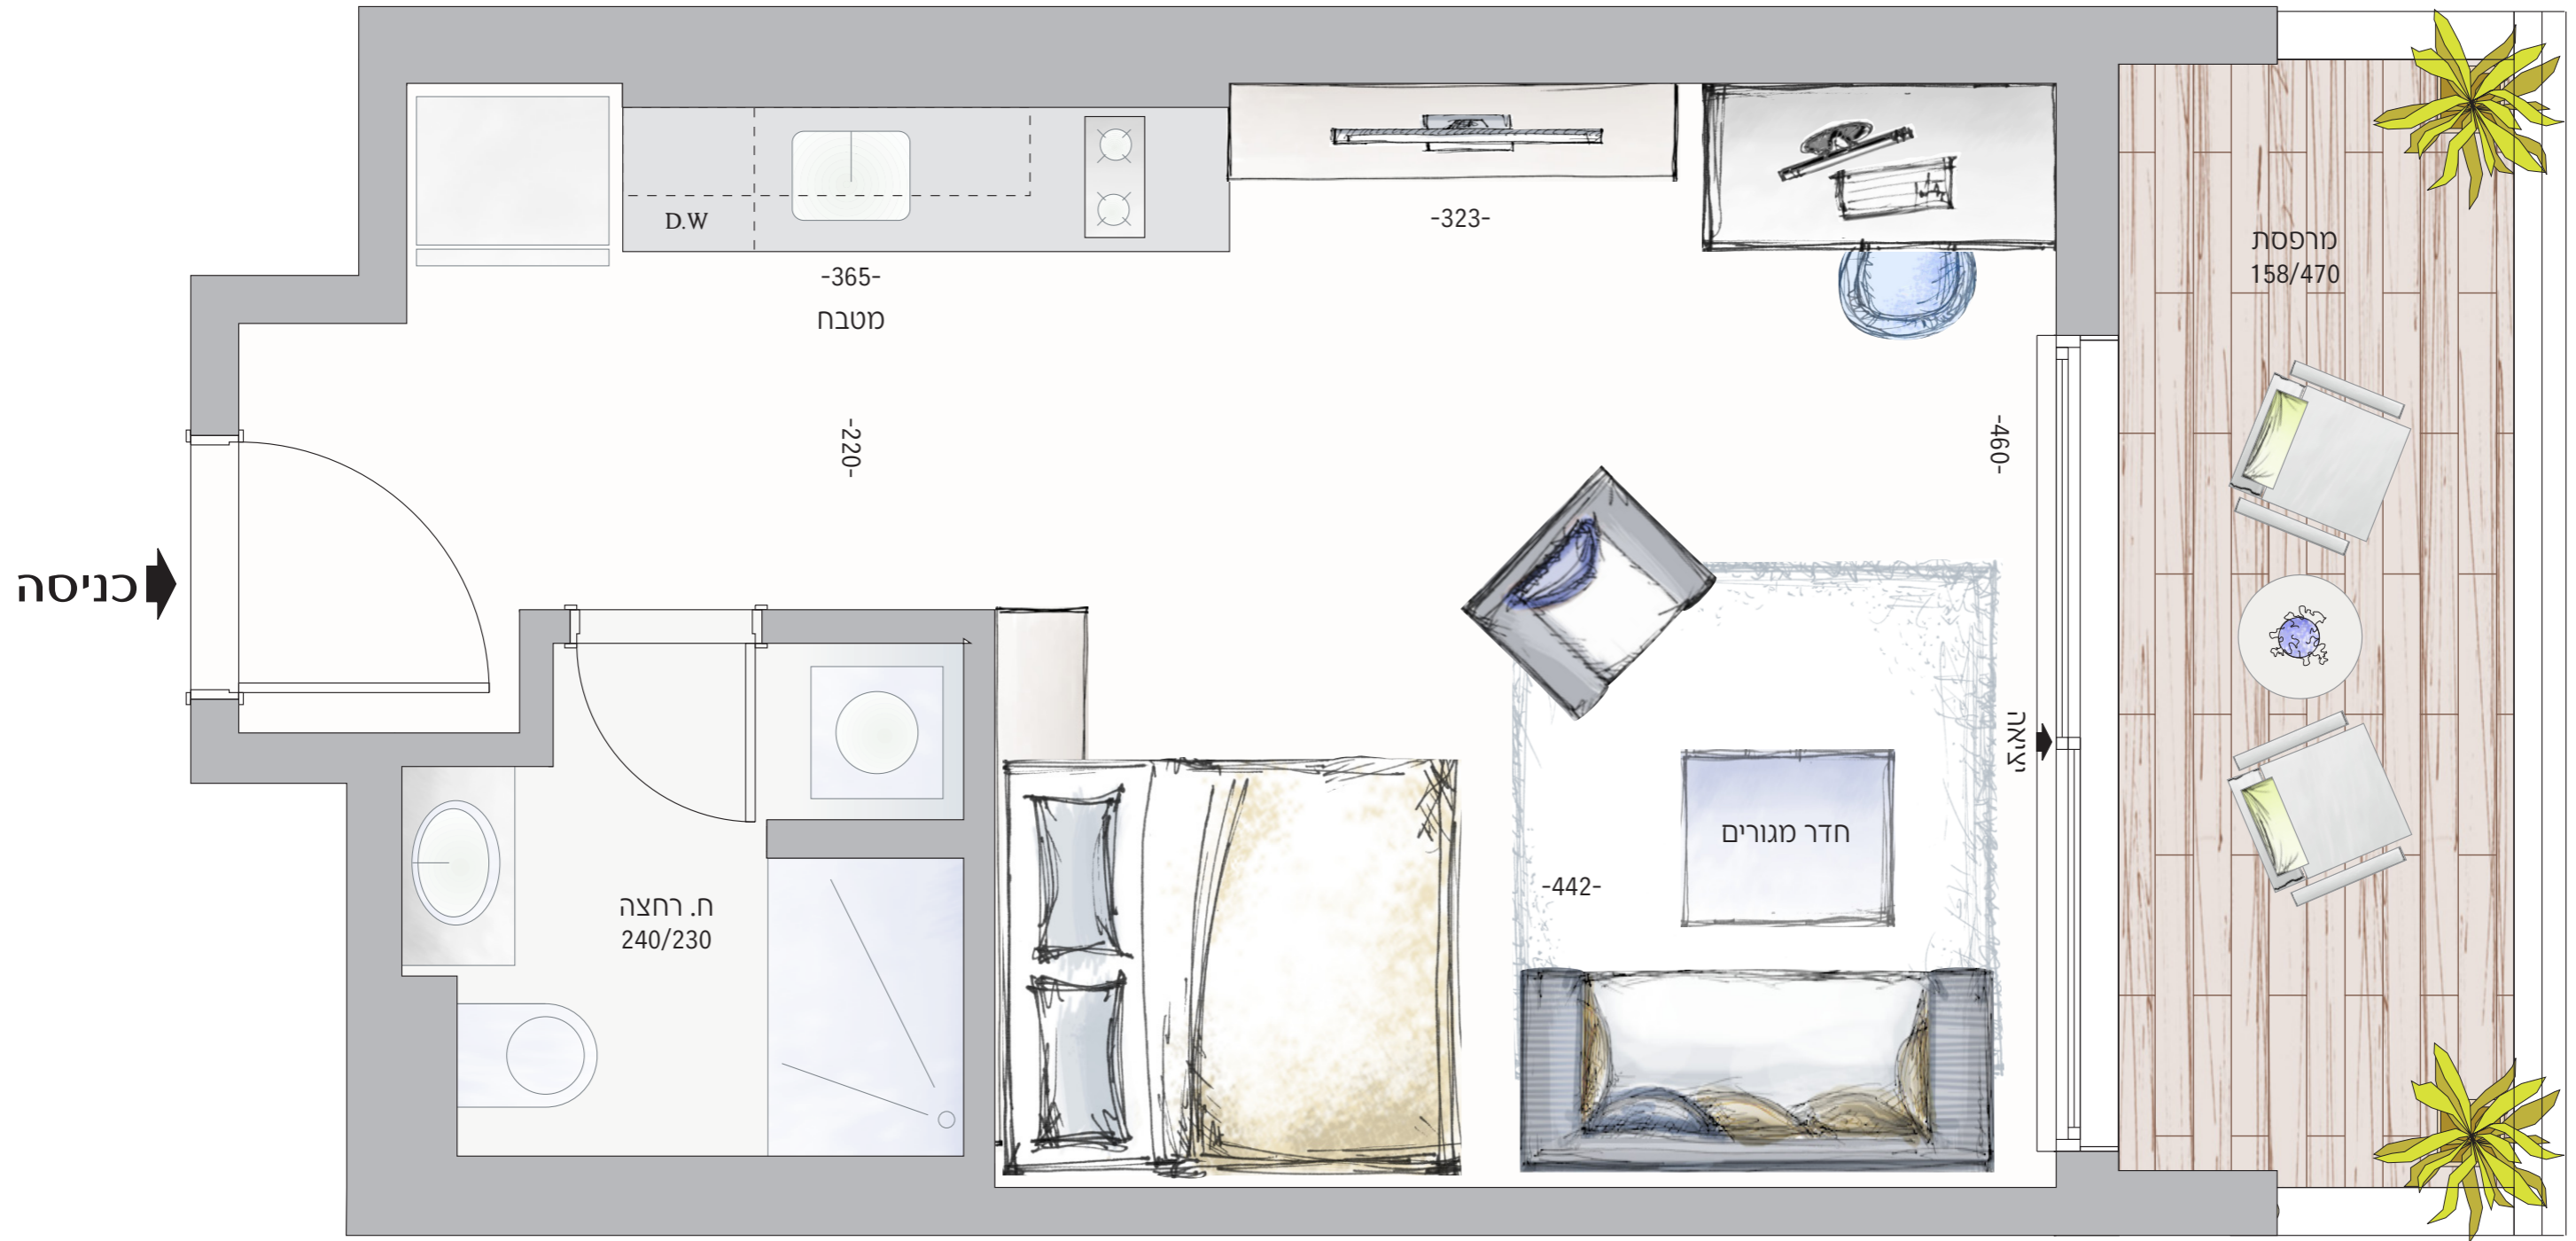 מרפסת
158/470
-323-
D.W
-365-
מטבח
-220-
-460-
כניסה
יציאה
חדר מגורים
-442-
ח. רחצה
240/230